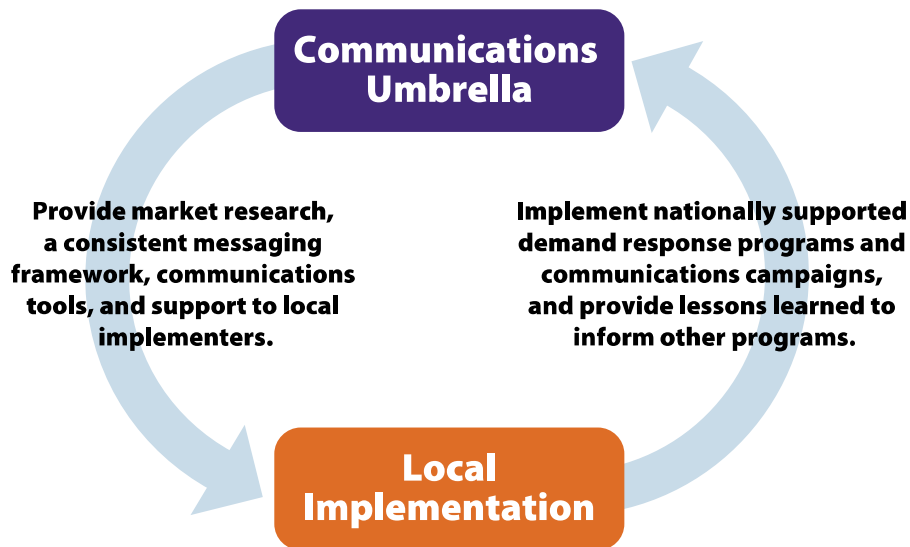 Communications
Umbrella
Provide market research,
a consistent messaging
framework, communications
tools, and support to local
implementers.
Implement nationally supported
demand response programs and
communications campaigns,
and provide lessons learned to
inform other programs.
Local
Implementation